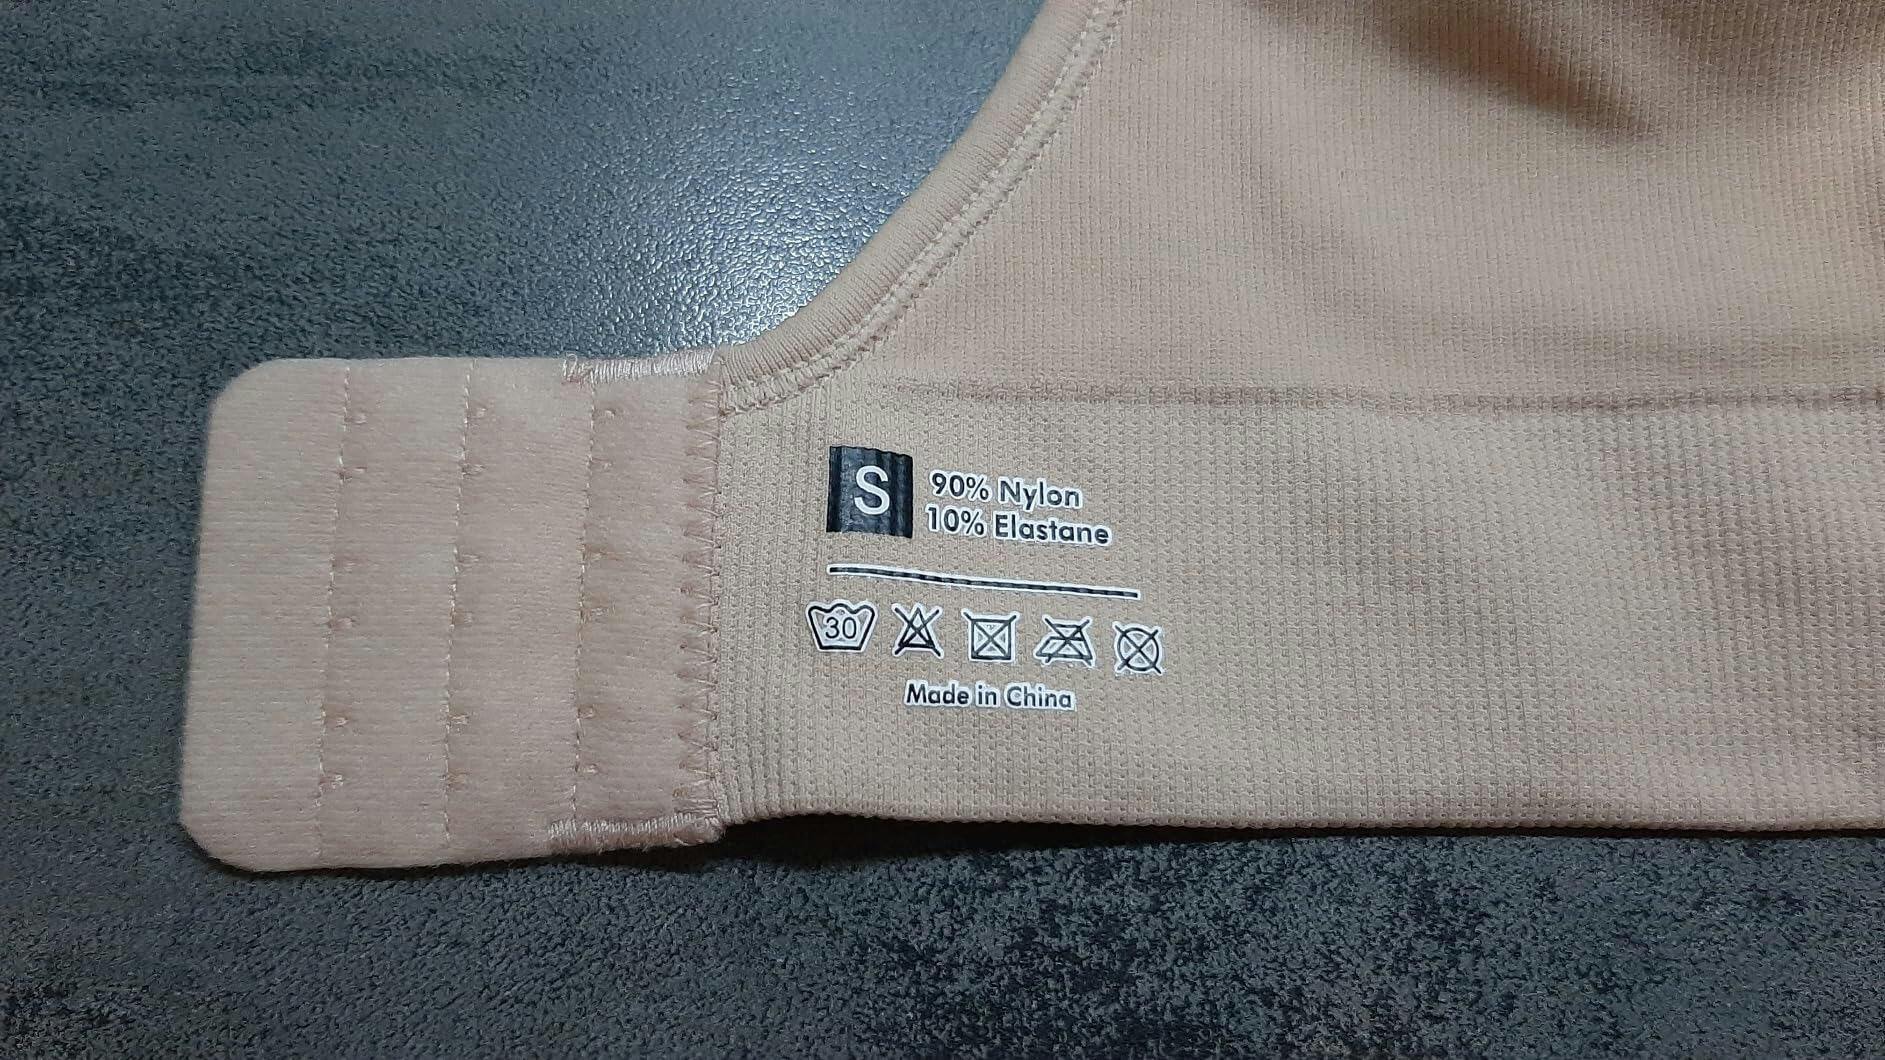 S
90% Nylon
10% Elastane
30
Made in China